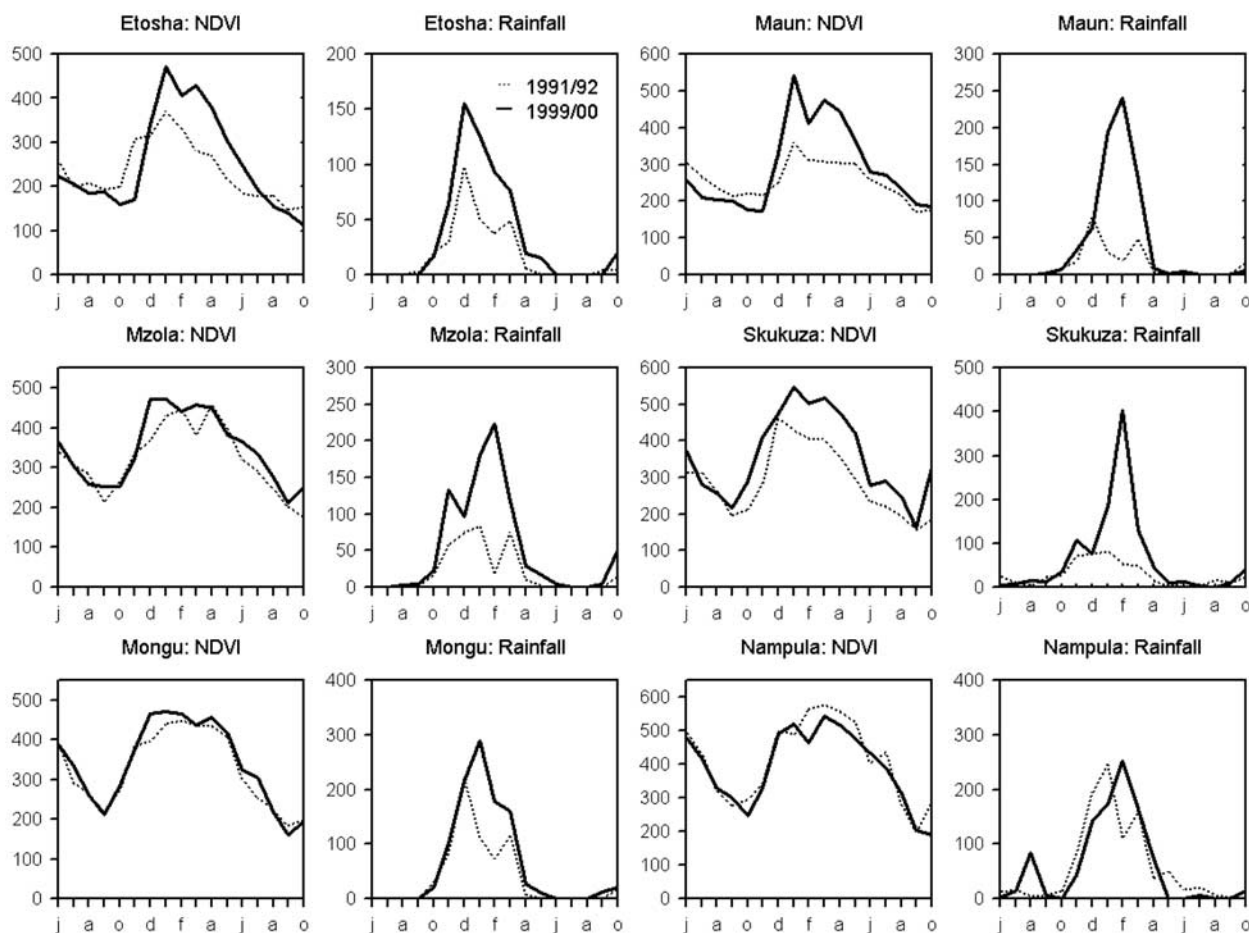 Etosha: NDVI Etosha: Rainfall Maun: NDVI Maun: Rainfall
500 200 600 300
1991/92
1999/00
400 150 500 250
300 100 400 200
200 50 300 150
100 0 200 100
0 100 50
0 0
j a o d f a j a o j a o d f a j a o j a o d f a j a o j a o d f a j a o
Mzola: NDVI Mzola: Rainfall Skukuza: NDVI Skukuza: Rainfall
500 300 600 500
400 250 500 400
300 200 400 300
200 150 300 200
100 100 200 100
0 50 100 0
0 0
j a o d f a j a o j a o d f a j a o j a o d f a j a o j a o d f a j a o
Mongu: NDVI Mongu: Rainfall Nampula: NDVI Nampula: Rainfall
500 400 600 400
400 300 500 300
300 200 400 200
200 100 300 100
100 0 200 0
0 100
0
j a o d f a j a o j a o d f a j a o j a o d f a j a o j a o d f a j a o